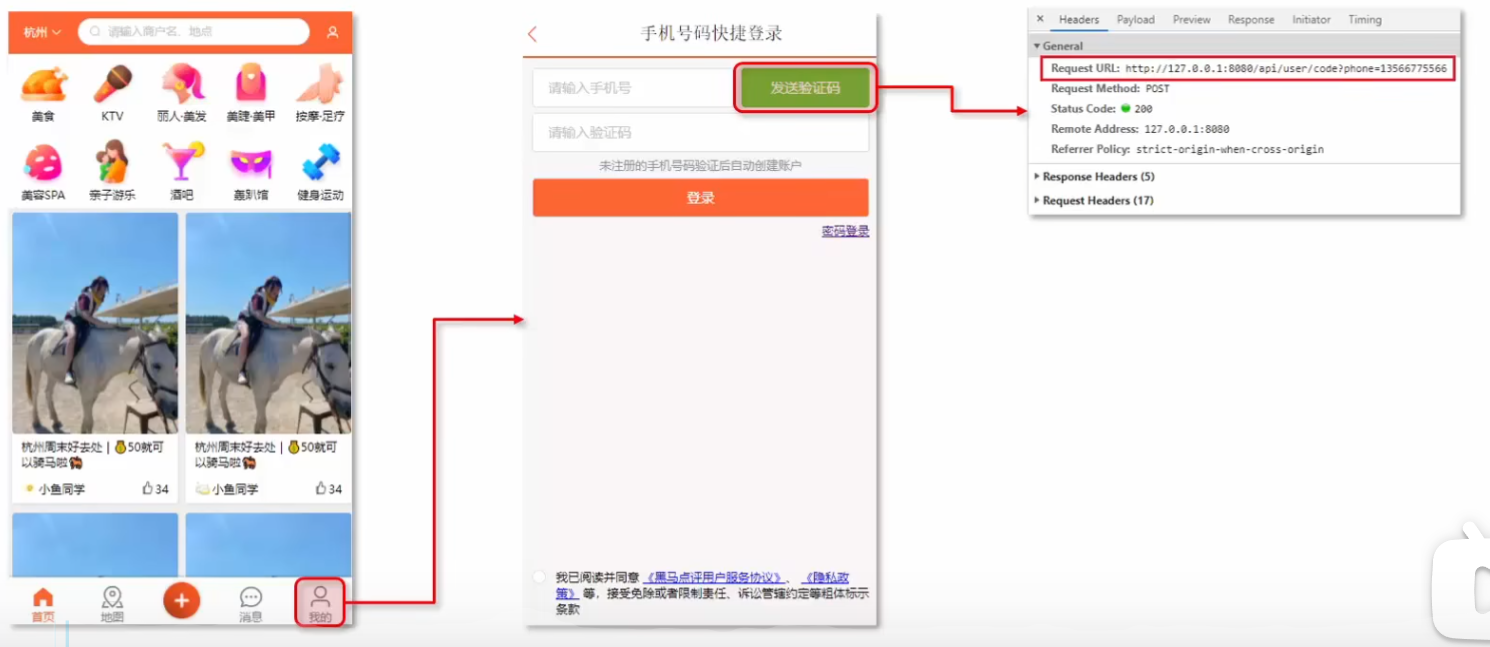 杭州
请输入商户名、地点
美食
KTV
丽人·美发
美睫·美甲
按摩·足疗
美容SPA
亲子游乐
酒吧
轰趴馆
健身运动
杭州周末好去处 | 💰50就可
以骑马啦🐎
小鱼同学
34
杭州周末好去处 | 💰50就可
以骑马啦🐎
小鱼同学
34
首页
地图
消息
我的
手机号码快捷登录
请输入手机号
发送验证码
请输入验证码
未注册的手机号码验证后自动创建账户
登录
密码登录
我已阅读并同意 《黑马点评用户服务协议》、 《隐私政
策》 等，接受免除或者限制责任、诉讼管辖约定等粗体标示
条款
× Headers Payload Preview Response Initiator Timing
General
Request URL: http://127.0.0.1:8080/api/user/code?phone=13566775566
Request Method: POST
Status Code: 200
Remote Address: 127.0.0.1:8080
Referrer Policy: strict-origin-when-cross-origin
Response Headers (5)
Request Headers (17)